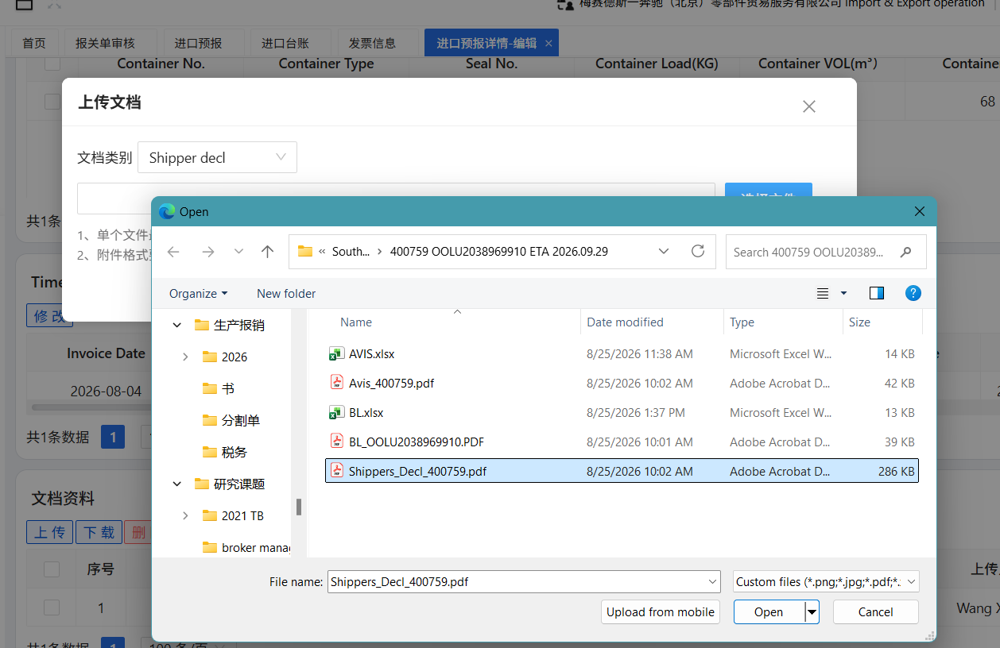 梅赛德斯—奔驰（北京）零部件贸易服务有限公司 Import & Export operation
首页 报关单审核 进口预报 进口台账 发票信息 进口预报详情-编辑
Container No. Container Type Seal No. Container Load(KG) Container VOL(m³) Containe
68
上传文档
文档类别 Shipper decl
共1条
1、单个文件
2、附件格式
Open
« South... › 400759 OOLU2038969910 ETA 2026.09.29
Search 400759 OOLU20389...
Organize New folder
生产报销
2026
书
分割单
税务
研究课题
2021 TB
broker mana
Name Date modified Type Size
AVIS.xlsx 8/25/2026 11:38 AM Microsoft Excel W... 14 KB
Avis_400759.pdf 8/25/2026 10:02 AM Adobe Acrobat D... 42 KB
BL.xlsx 8/25/2026 1:37 PM Microsoft Excel W... 13 KB
BL_OOLU2038969910.PDF 8/25/2026 10:01 AM Adobe Acrobat D... 39 KB
Shippers_Decl_400759.pdf 8/25/2026 10:02 AM Adobe Acrobat D... 286 KB
File name: Shippers_Decl_400759.pdf Custom files (*.png;*.jpg;*.pdf;*.
Upload from mobile Open Cancel
Time
修 改
Invoice Date
2026-08-04
共1条数据 1
文档资料
上 传 下 载 删
序号 上传
1 Wang X
共1条数据 1 100 条/页